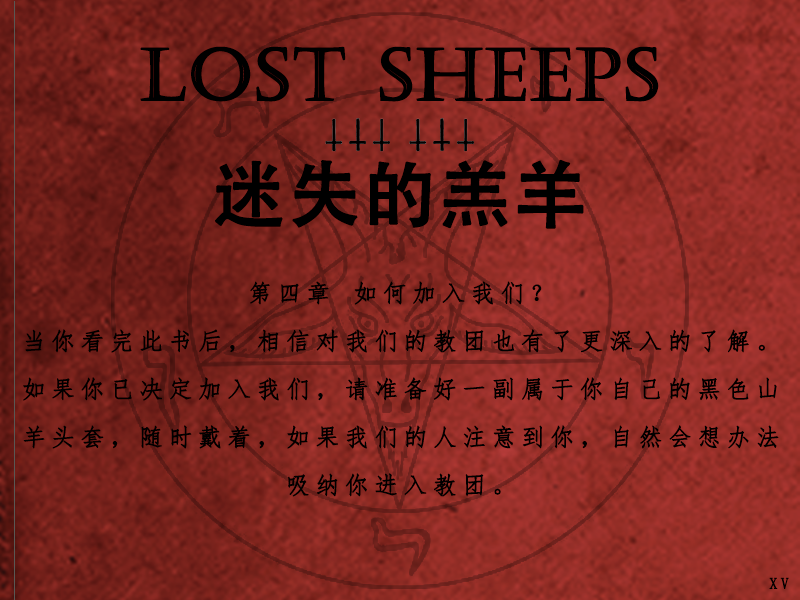 LOST SHEEPS
迷失的羔羊
第四章 如何加入我们？
当你看完此书后，相信对我们的教团也有了更深入的了解。
如果你已决定加入我们，请准备好一副属于你自己的黑色山
羊头套，随时戴着，如果我们的人注意到你，自然会想办法
吸纳你进入教团。
XV